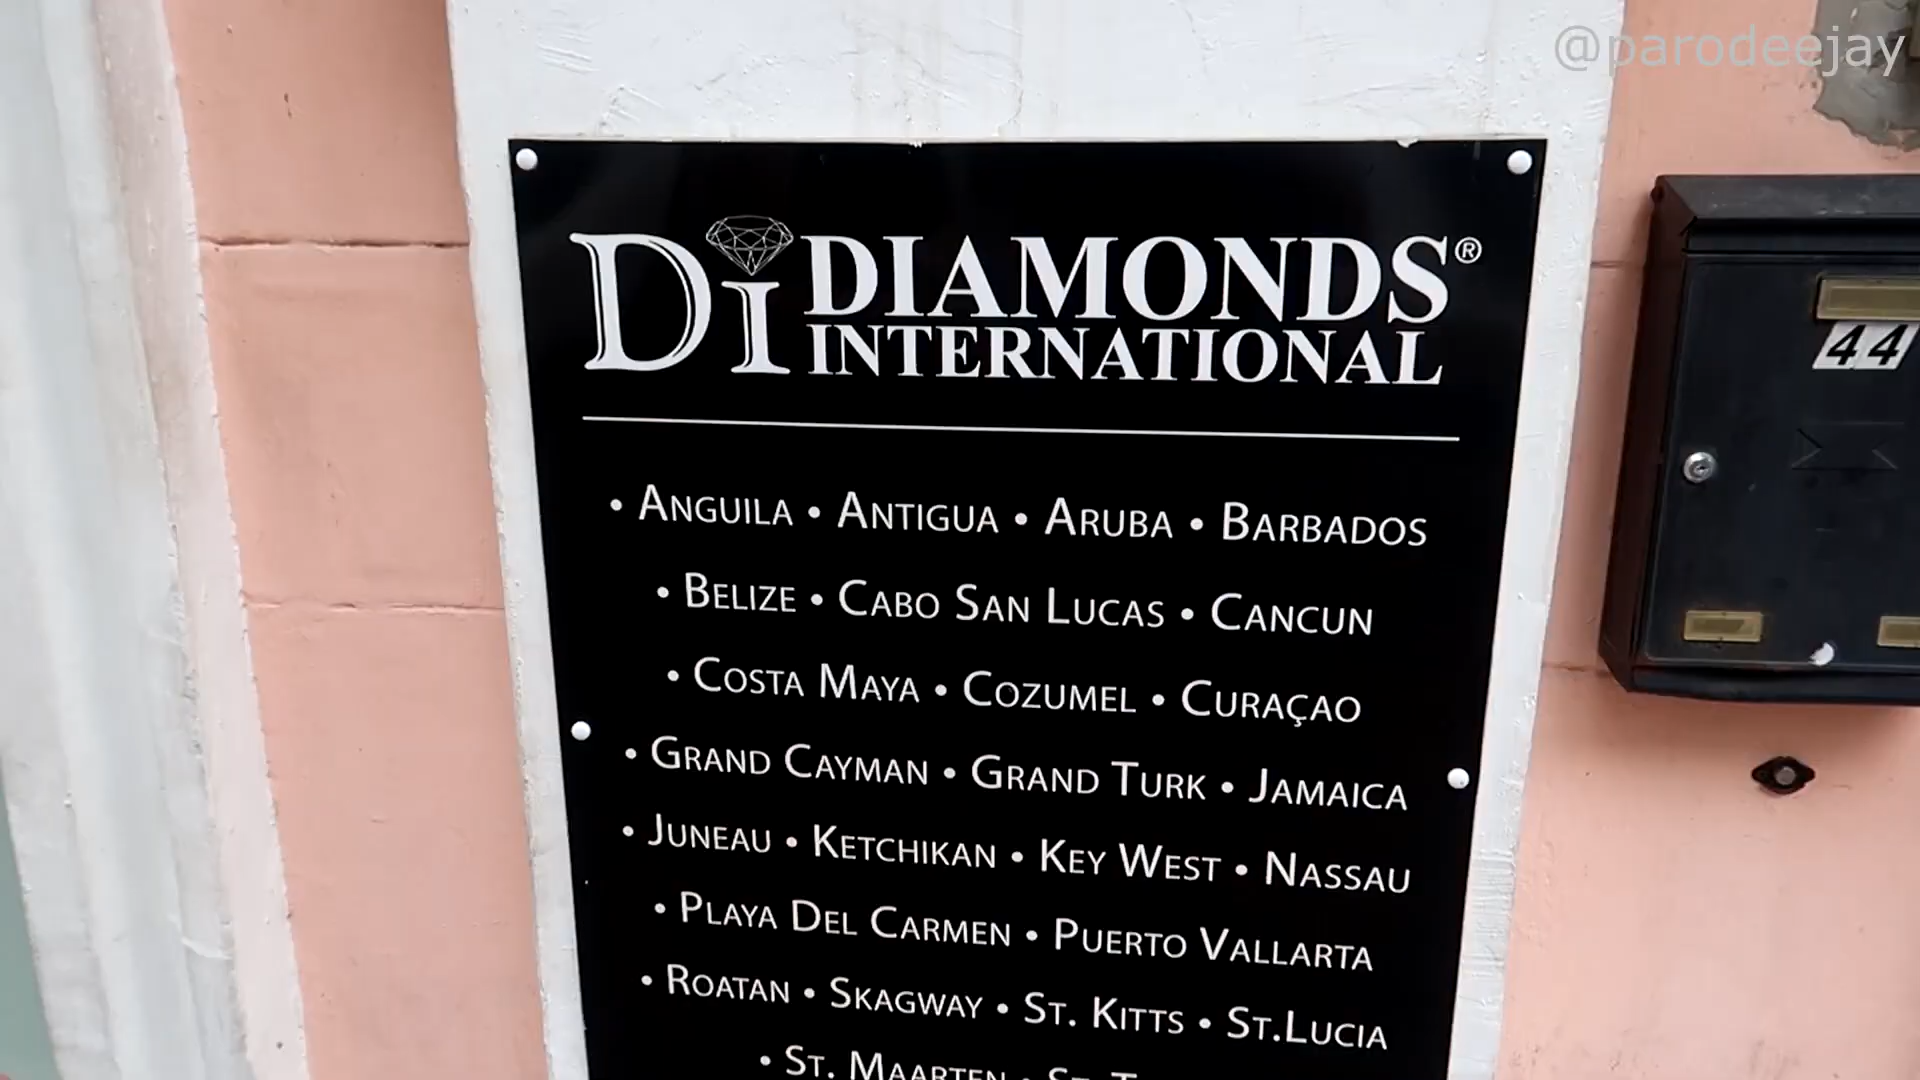 @parodeejay
Di DIAMONDS®
INTERNATIONAL
44
• ANGUILA • ANTIGUA • ARUBA • BARBADOS
• BELIZE • CABO SAN LUCAS • CANCUN
• COSTA MAYA • COZUMEL • CURAÇAO
• GRAND CAYMAN • GRAND TURK • JAMAICA
• JUNEAU • KETCHIKAN • KEY WEST • NASSAU
• PLAYA DEL CARMEN • PUERTO VALLARTA
• ROATAN • SKAGWAY • ST. KITTS • ST.LUCIA
• ST. MAARTEN • ST.